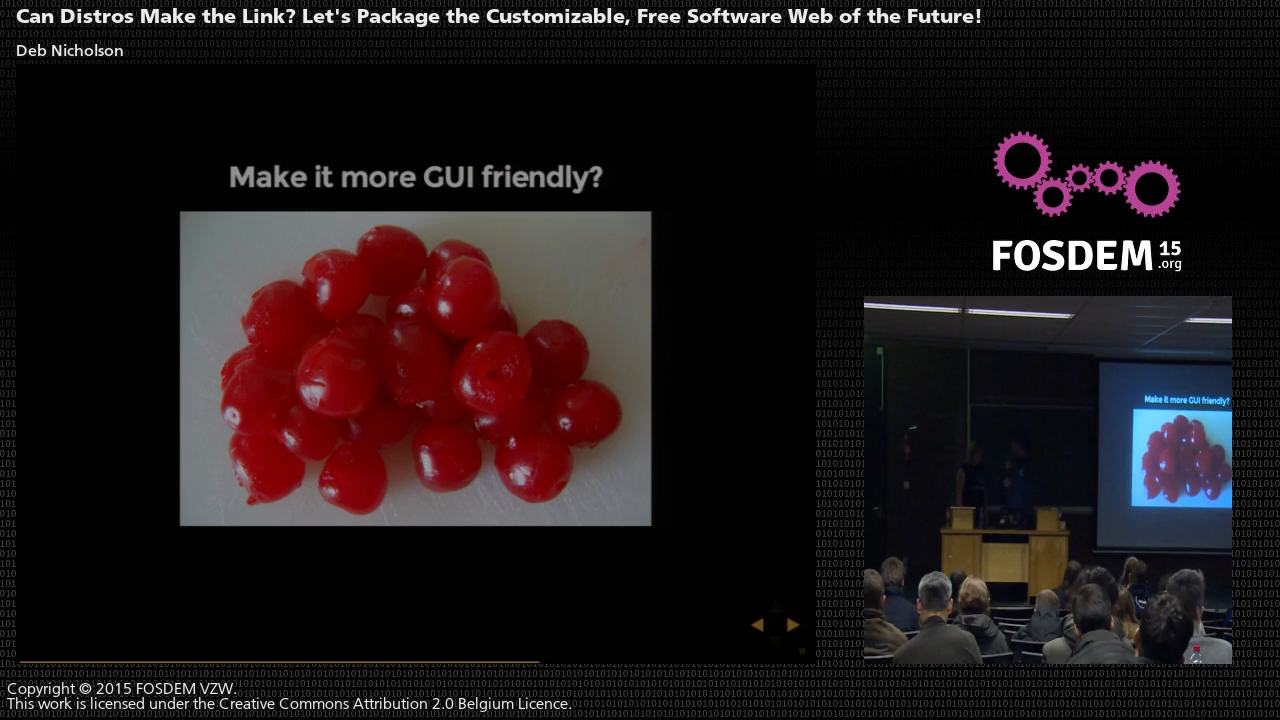 Can Distros Make the Link? Let's Package the Customizable, Free Software Web of the Future!
Deb Nicholson
Make it more GUI friendly?
FOSDEM 15
.org
Make it more GUI friendly?
Copyright © 2015 FOSDEM VZW.
This work is licensed under the Creative Commons Attribution 2.0 Belgium Licence.